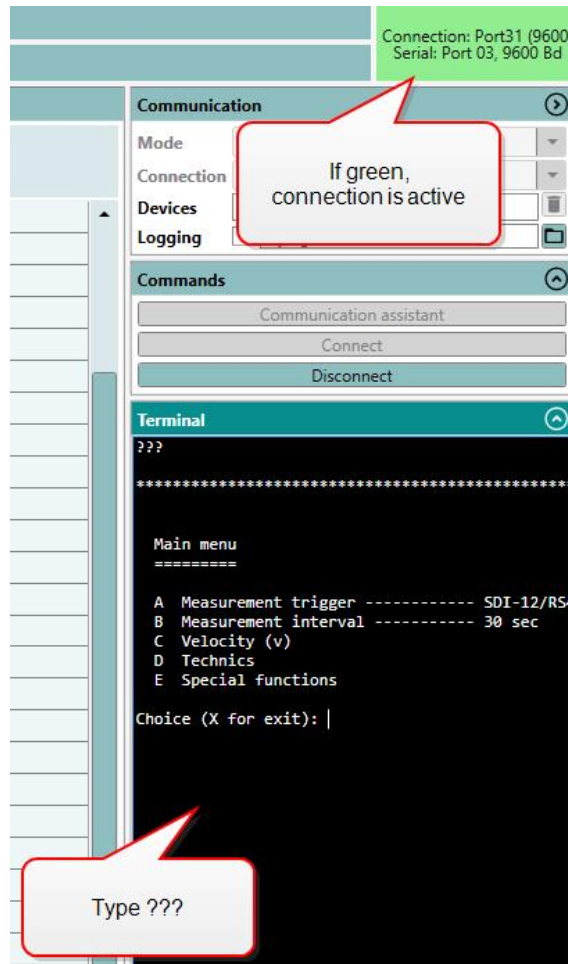 Connection: Port31 (9600
Serial: Port 03, 9600 Bd
Communication
Mode
Connection
Devices
Logging
If green,
connection is active
Commands
Communication assistant
Connect
Disconnect
Terminal
???
************************************************
Main menu
=========
A Measurement trigger ------------ SDI-12/RS4
B Measurement interval ----------- 30 sec
C Velocity (v)
D Technics
E Special functions
Choice (X for exit):
Type ???